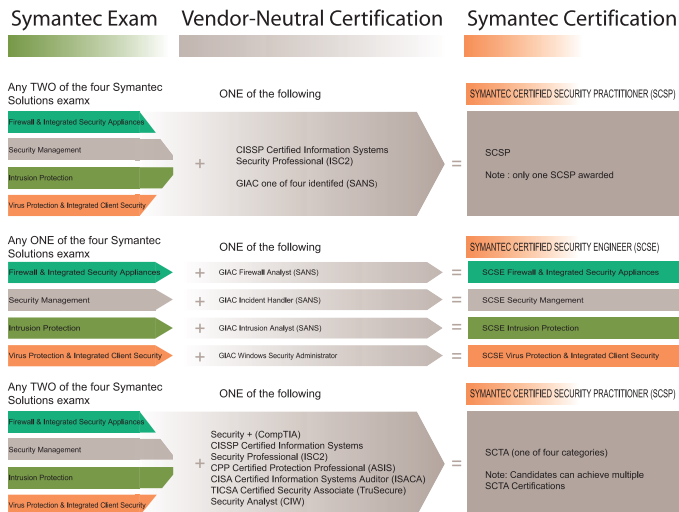 Symantec Exam
Vendor-Neutral Certification
Symantec Certification
Any TWO of the four Symantec
Solutions examx
ONE of the following
SYMANTEC CERTIFIED SECURITY PRACTITIONER (SCSP)
Firewall & Integrated Security Appliances
Security Management
Intrusion Protection
Virus Protection & Integrated Client Security
+
CISSP Certified Information Systems
Security Professional (ISC2)
GIAC one of four identifed (SANS)
=
SCSP
Note : only one SCSP awarded
Any ONE of the four Symantec
Solutions examx
ONE of the following
SYMANTEC CERTIFIED SECURITY ENGINEER (SCSE)
Firewall & Integrated Security Appliances + GIAC Firewall Analyst (SANS) = SCSE Firewall & Integrated Security Appliances
Security Management + GIAC Incident Handler (SANS) = SCSE Security Mangement
Intrusion Protection + GIAC Intrusion Analyst (SANS) = SCSE Intrusion Protection
Virus Protection & Integrated Client Security + GIAC Windows Security Administrator = SCSE Virus Protection & Integrated Client Security
Any TWO of the four Symantec
Solutions examx
ONE of the following
SYMANTEC CERTIFIED SECURITY PRACTITIONER (SCSP)
Firewall & Integrated Security Appliances
Security Management
Intrusion Protection
Virus Protection & Integrated Client Security
+
Security + (CompTIA)
CISSP Certified Information Systems
Security Professional (ISC2)
CPP Certified Protection Professional (ASIS)
CISA Certified Information Systems Auditor (ISACA)
TICSA Certified Security Associate (TruSecure)
Security Analyst (CIW)
=
SCTA (one of four categories)
Note: Candidates can achieve multiple
SCTA Certifications